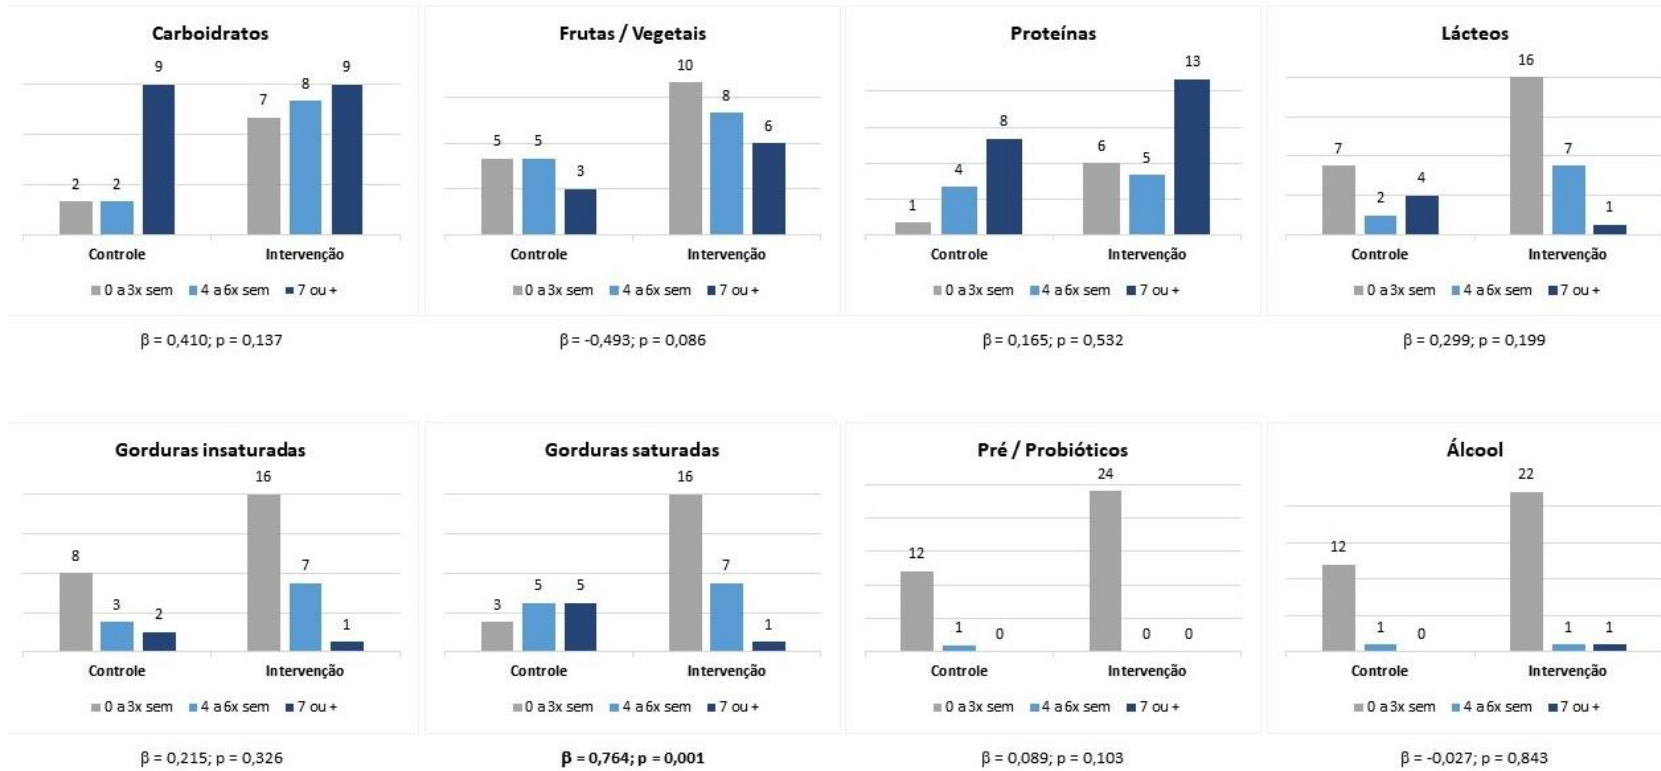 Carboidratos
9
9
8
7
2
2
Controle
Intervenção
0 a 3x sem
4 a 6x sem
7 ou +
β = 0,410; p = 0,137
Frutas / Vegetais
10
8
6
5
5
3
Controle
Intervenção
0 a 3x sem
4 a 6x sem
7 ou +
β = -0,493; p = 0,086
Proteínas
13
8
6
5
4
1
Controle
Intervenção
0 a 3x sem
4 a 6x sem
7 ou +
β = 0,165; p = 0,532
Lácteos
16
7
7
4
2
1
Controle
Intervenção
0 a 3x sem
4 a 6x sem
7 ou +
β = 0,299; p = 0,199
Gorduras insaturadas
16
8
7
3
2
1
Controle
Intervenção
0 a 3x sem
4 a 6x sem
7 ou +
β = 0,215; p = 0,326
Gorduras saturadas
16
7
5
5
3
1
Controle
Intervenção
0 a 3x sem
4 a 6x sem
7 ou +
β = 0,764; p = 0,001
Pré / Probióticos
24
12
1
0
0
0
Controle
Intervenção
0 a 3x sem
4 a 6x sem
7 ou +
β = 0,089; p = 0,103
Álcool
22
12
1
0
1
1
Controle
Intervenção
0 a 3x sem
4 a 6x sem
7 ou +
β = -0,027; p = 0,843